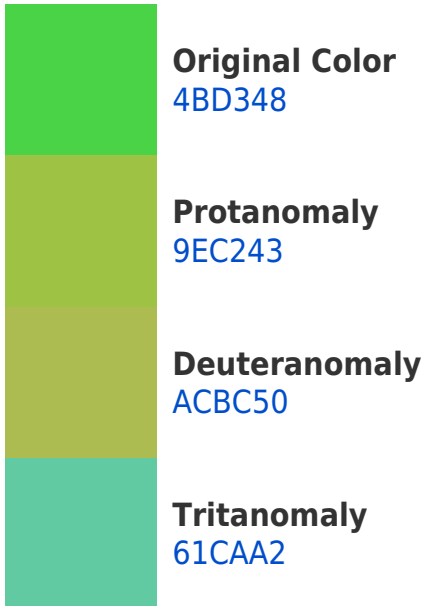 Original Color
4BD348
Protanomaly
9EC243
Deuteranomaly
ACBC50
Tritanomaly
61CAA2